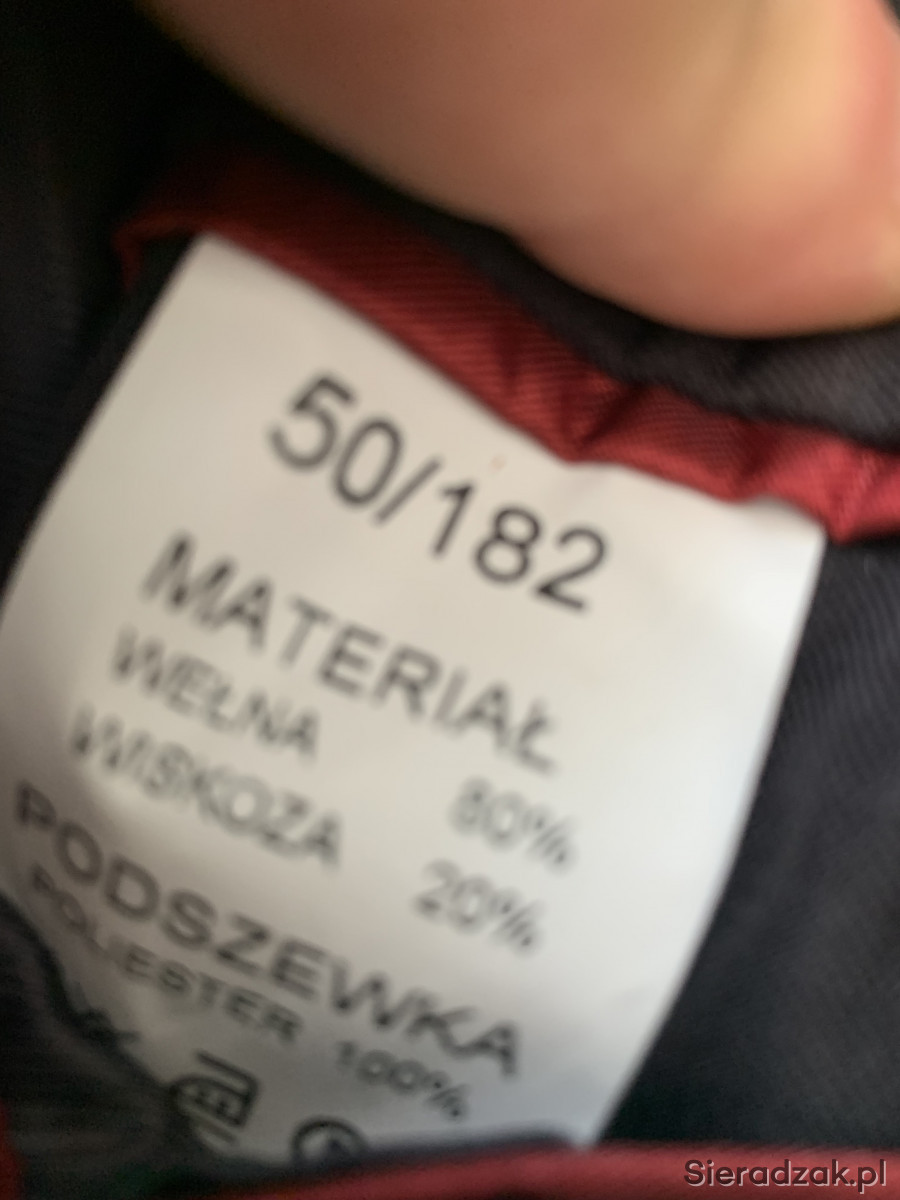 50/182
MATERIAŁ
WEŁNA 80%
WISKOZA 20%
PODSZEWKA
POLIESTER 100%
Sieradzak.pl